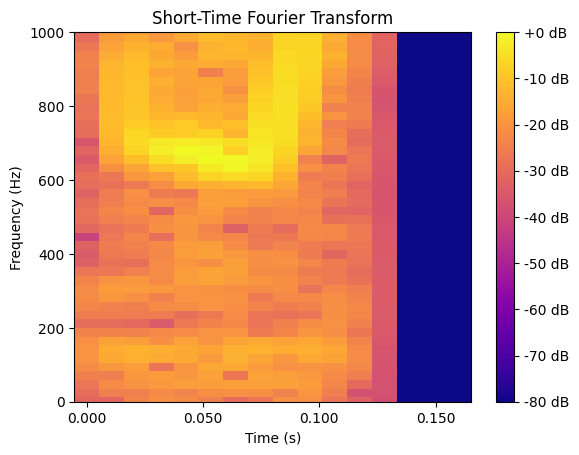 Short-Time Fourier Transform
1000
800
600
400
200
0
Frequency (Hz)
0.000
0.050
0.100
0.150
Time (s)
+0 dB
-10 dB
-20 dB
-30 dB
-40 dB
-50 dB
-60 dB
-70 dB
-80 dB